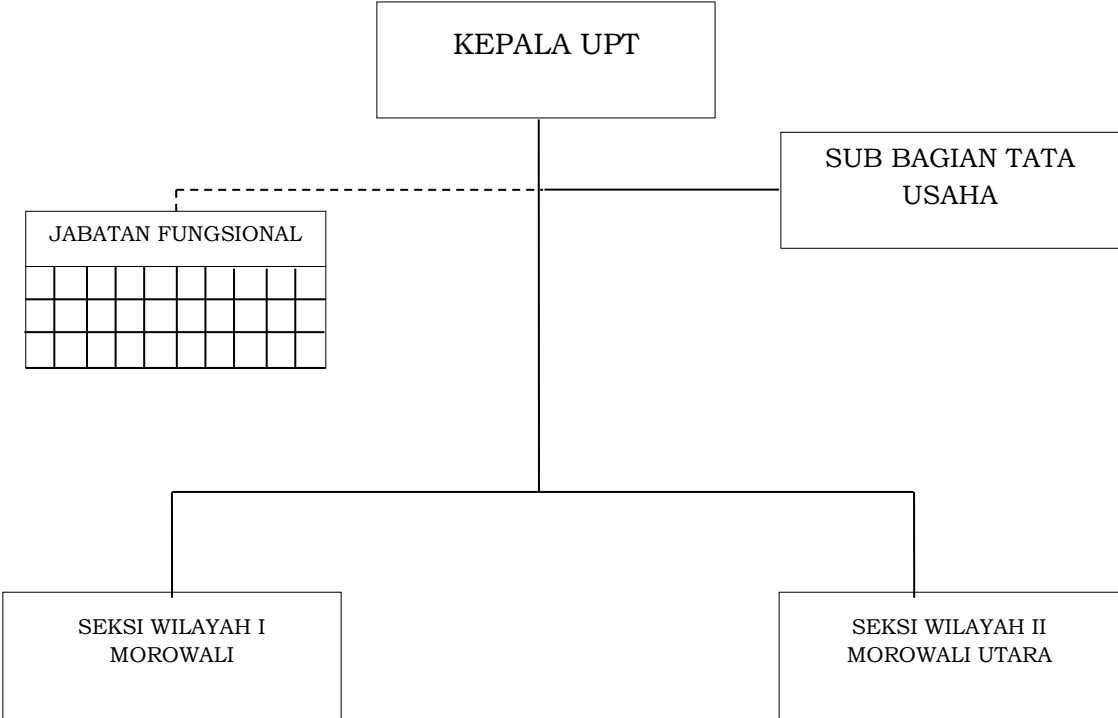 KEPALA UPT
SUB BAGIAN TATA
USAHA
JABATAN FUNGSIONAL
SEKSI WILAYAH I
MOROWALI
SEKSI WILAYAH II
MOROWALI UTARA